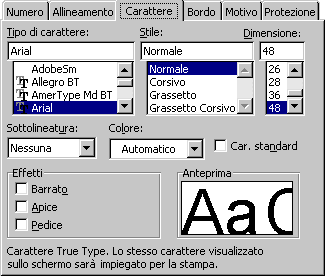 Numero Allineamento Carattere Bordo Motivo Protezione
Tipo di carattere: Stile: Dimensione:
Arial Normale 48
AdobeSm Normale 26
Allegro BT Corsivo 28
AmerType Md BT Grassetto 36
Arial Grassetto Corsivo 48
Sottolineatura: Colore:
Nessuna Automatico Car. standard
Effetti Anteprima
Barrato
Apice
Pedice
AaC
Carattere True Type. Lo stesso carattere visualizzato
sullo schermo sarà impiegato per la stampa.